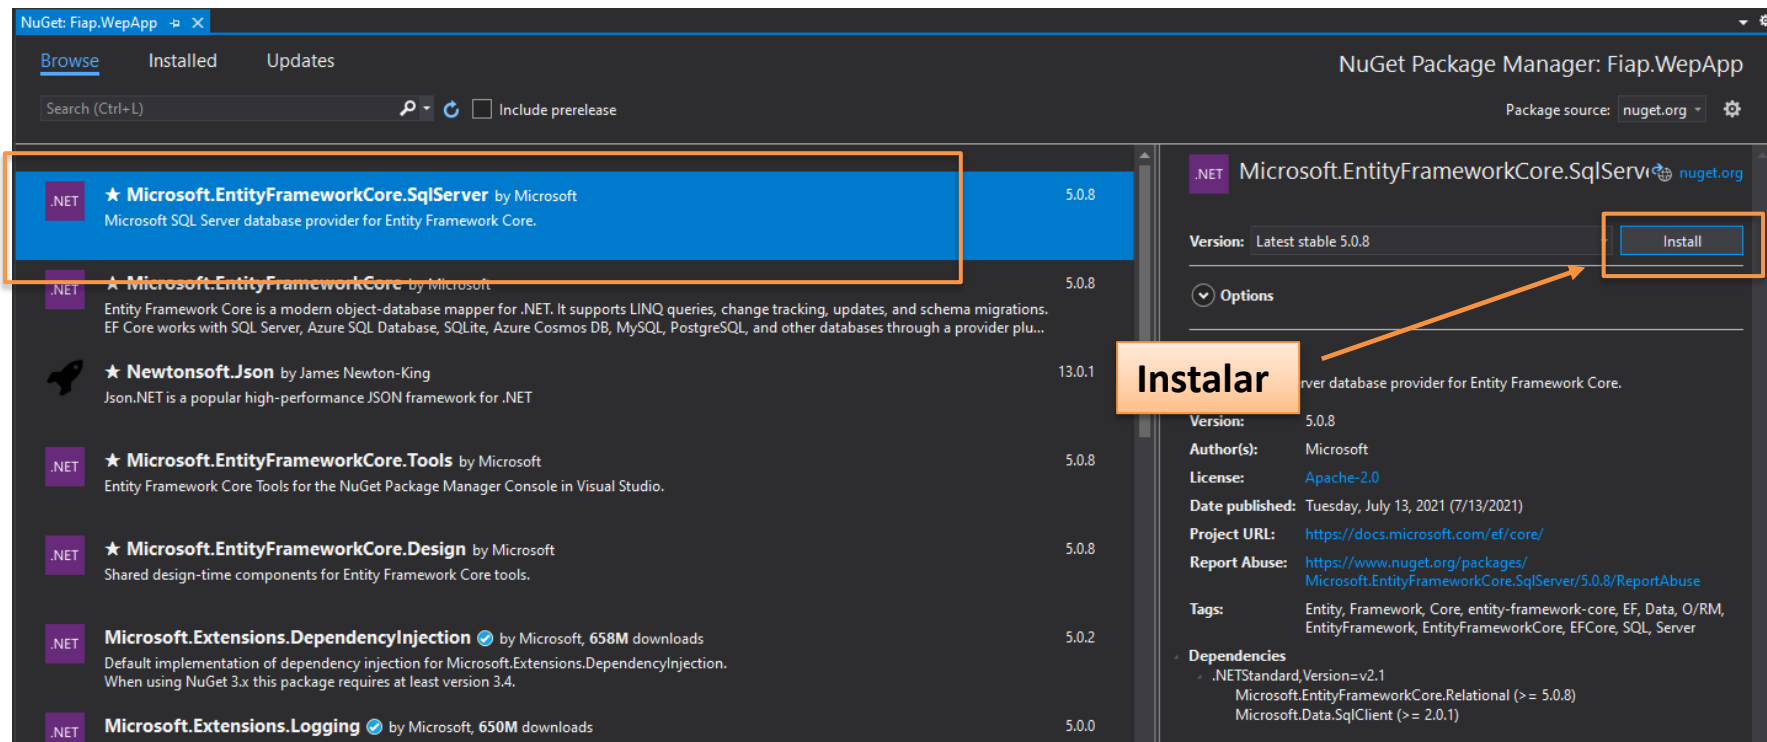 NuGet: Fiap.WepApp
Browse Installed Updates
NuGet Package Manager: Fiap.WepApp
Search (Ctrl+L)
Include prerelease
Package source: nuget.org
.NET
★ Microsoft.EntityFrameworkCore.SqlServer by Microsoft
5.0.8
Microsoft SQL Server database provider for Entity Framework Core.
.NET
★ Microsoft.EntityFrameworkCore by Microsoft
5.0.8
Entity Framework Core is a modern object-database mapper for .NET. It supports LINQ queries, change tracking, updates, and schema migrations.
EF Core works with SQL Server, Azure SQL Database, SQLite, Azure Cosmos DB, MySQL, PostgreSQL, and other databases through a provider plu...
★ Newtonsoft.Json by James Newton-King
13.0.1
Json.NET is a popular high-performance JSON framework for .NET
.NET
★ Microsoft.EntityFrameworkCore.Tools by Microsoft
5.0.8
Entity Framework Core Tools for the NuGet Package Manager Console in Visual Studio.
.NET
★ Microsoft.EntityFrameworkCore.Design by Microsoft
5.0.8
Shared design-time components for Entity Framework Core tools.
.NET
Microsoft.Extensions.DependencyInjection by Microsoft, 658M downloads
5.0.2
Default implementation of dependency injection for Microsoft.Extensions.DependencyInjection.
When using NuGet 3.x this package requires at least version 3.4.
.NET
Microsoft.Extensions.Logging by Microsoft, 650M downloads
5.0.0
.NET
Microsoft.EntityFrameworkCore.SqlServ
nuget.org
Version: Latest stable 5.0.8
Install
Options
Instalar
database provider for Entity Framework Core.
Version: 5.0.8
Author(s): Microsoft
License: Apache-2.0
Date published: Tuesday, July 13, 2021 (7/13/2021)
Project URL: https://docs.microsoft.com/ef/core/
Report Abuse: https://www.nuget.org/packages/
Microsoft.EntityFrameworkCore.SqlServer/5.0.8/ReportAbuse
Tags: Entity, Framework, Core, entity-framework-core, EF, Data, O/RM,
EntityFramework, EntityFrameworkCore, EFCore, SQL, Server
Dependencies
.NETStandard,Version=v2.1
Microsoft.EntityFrameworkCore.Relational (>= 5.0.8)
Microsoft.Data.SqlClient (>= 2.0.1)